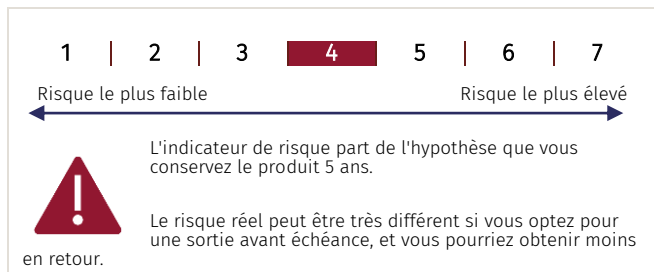 1 | 2 | 3 | 4 | 5 | 6 | 7
Risque le plus faible Risque le plus élevé
L'indicateur de risque part de l'hypothèse que vous
conservez le produit 5 ans.
Le risque réel peut être très différent si vous optez pour
une sortie avant échéance, et vous pourriez obtenir moins
en retour.